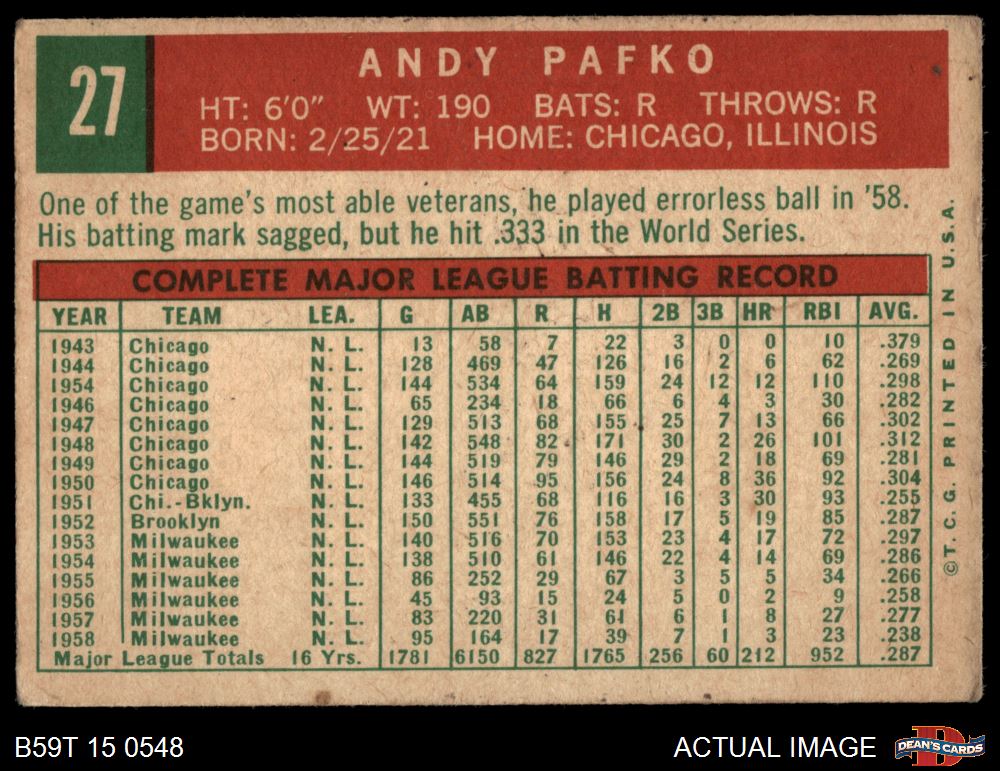 27
ANDY PAFKO
HT: 6'0" WT: 190 BATS: R THROWS: R
BORN: 2/25/21 HOME: CHICAGO, ILLINOIS
One of the game's most able veterans, he played errorless ball in '58.
His batting mark sagged, but he hit .333 in the World Series.
COMPLETE MAJOR LEAGUE BATTING RECORD
YEAR TEAM LEA. G AB R H 2B 3B HR RBI AVG.
1943 Chicago N. L. 13 58 7 22 3 0 0 10 .379
1944 Chicago N. L. 128 469 47 126 16 2 6 62 .269
1954 Chicago N. L. 144 534 64 159 24 12 12 110 .298
1946 Chicago N. L. 65 234 18 66 6 4 3 30 .282
1947 Chicago N. L. 129 513 68 155 25 7 13 66 .302
1948 Chicago N. L. 142 548 82 171 30 2 26 101 .312
1949 Chicago N. L. 144 519 79 146 29 2 18 69 .281
1950 Chicago N. L. 146 514 95 156 24 8 36 92 .304
1951 Chi.-Bklyn. N. L. 133 455 68 116 16 3 30 93 .255
1952 Brooklyn N. L. 150 551 76 158 17 5 19 85 .287
1953 Milwaukee N. L. 140 516 70 153 23 4 17 72 .297
1954 Milwaukee N. L. 138 510 61 146 22 4 14 69 .286
1955 Milwaukee N. L. 86 252 29 67 3 5 5 34 .266
1956 Milwaukee N. L. 45 93 15 24 5 0 2 9 .258
1957 Milwaukee N. L. 83 220 31 61 6 1 8 27 .277
1958 Milwaukee N. L. 95 164 17 39 7 1 3 23 .238
Major League Totals 16 Yrs. 1781 6150 827 1765 256 60 212 952 .287
©T.C.G. PRINTED IN U.S.A.
B59T 15 0548
ACTUAL IMAGE
DEAN'S CARDS